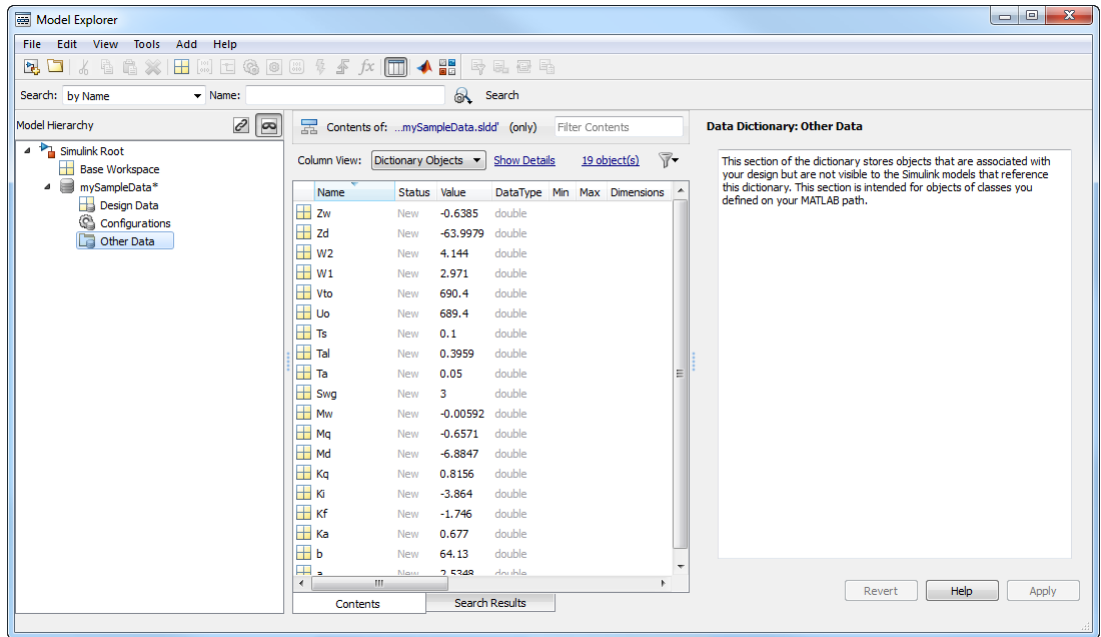 Model Explorer
File Edit View Tools Add Help
fx
Search: by Name Name: Search
Model Hierarchy
Simulink Root
Base Workspace
mySampleData*
Design Data
Configurations
Other Data
Contents of: ...mySampleData.sldd' (only) Filter Contents
Column View: Dictionary Objects Show Details 19 object(s)
Name Status Value DataType Min Max Dimensions
Zw New -0.6385 double
Zd New -63.9979 double
W2 New 4.144 double
W1 New 2.971 double
Vto New 690.4 double
Uo New 689.4 double
Ts New 0.1 double
Tal New 0.3959 double
Ta New 0.05 double
Swg New 3 double
Mw New -0.00592 double
Mq New -0.6571 double
Md New -6.8847 double
Kq New 0.8156 double
Ki New -3.864 double
Kf New -1.746 double
Ka New 0.677 double
b New 64.13 double
a New 2.5348 double
Contents Search Results
Data Dictionary: Other Data
This section of the dictionary stores objects that are associated with
your design but are not visible to the Simulink models that reference
this dictionary. This section is intended for objects of classes you
defined on your MATLAB path.
Revert Help Apply